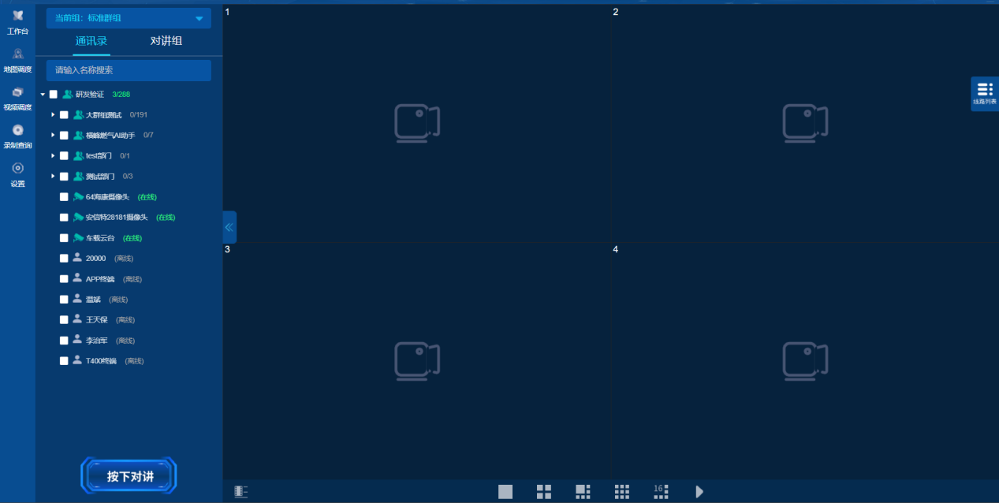 当前组: 标准群组
通讯录 对讲组
请输入名称搜索
工作台
地图调度
视频调度
录制查询
设置
研发验证 3/288
大群组测试 0/191
横峰燃气AI助手 0/7
test部门 0/1
测试部门 0/3
64海康摄像头 (在线)
安信特28181摄像头 (在线)
车载云台 (在线)
20000 (离线)
APP终端 (离线)
温斌 (离线)
王天保 (离线)
李治军 (离线)
T400终端 (离线)
按下对讲
1
2
3
4
线路列表
16